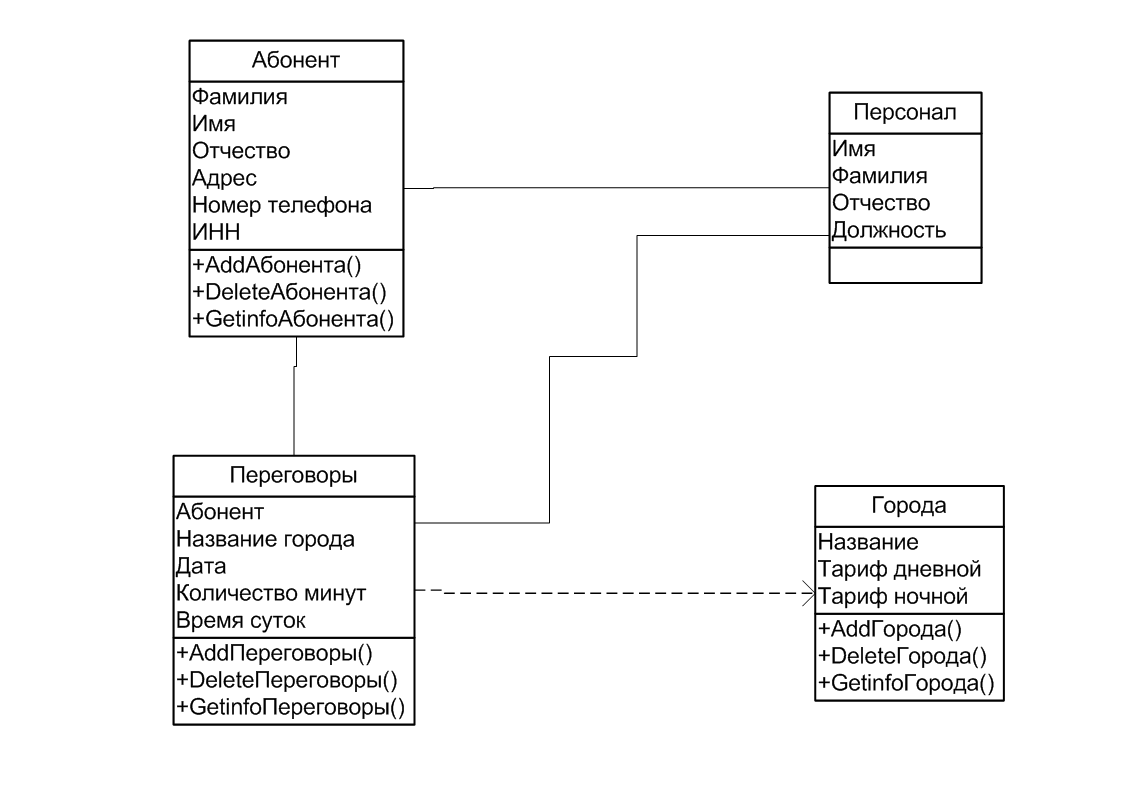 Абонент
Фамилия
Имя
Отчество
Адрес
Номер телефона
ИНН
+AddАбонента()
+DeleteАбонента()
+GetinfoАбонента()
Персонал
Имя
Фамилия
Отчество
Должность
Переговоры
Абонент
Название города
Дата
Количество минут
Время суток
+AddПереговоры()
+DeleteПереговоры()
+GetinfoПереговоры()
Города
Название
Тариф дневной
Тариф ночной
+AddГорода()
+DeleteГорода()
+GetinfoГорода()